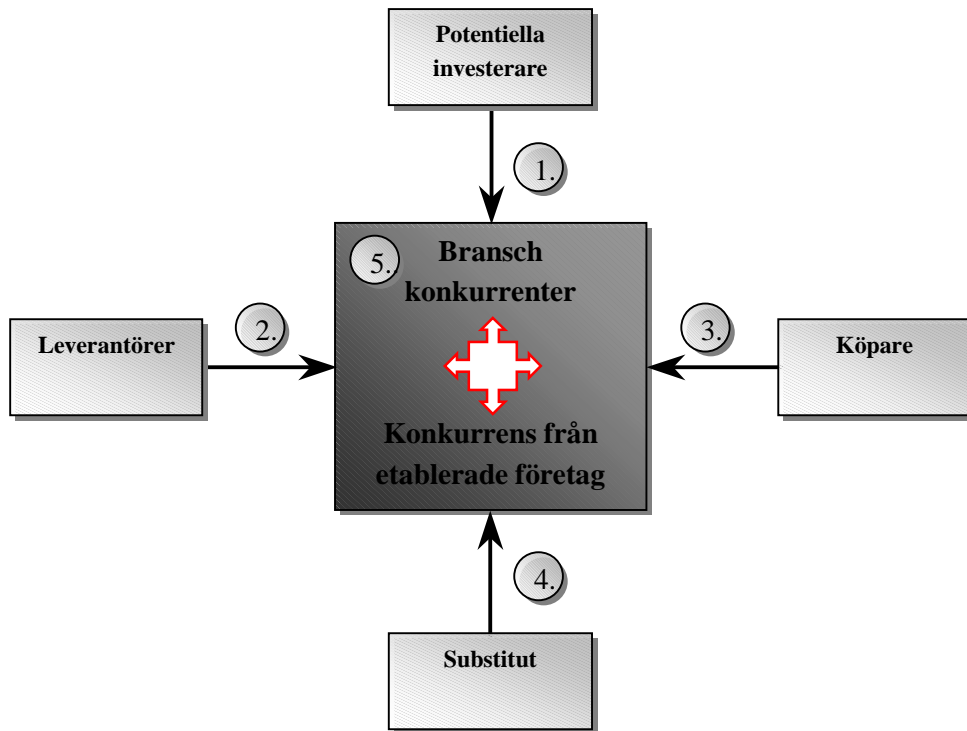 Potentiella
investerare
1.
5..
Bransch
konkurrenter
2.
3.
Leverantörer
Köpare
Konkurrens från
etablerade företag
4.
Substitut